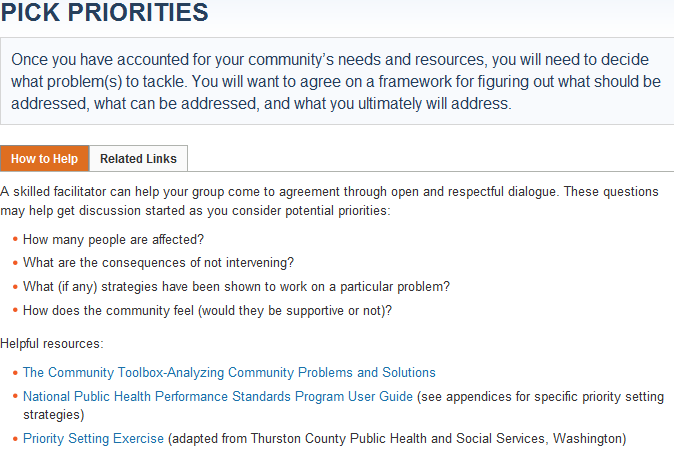 PICK PRIORITIES
Once you have accounted for your community's needs and resources, you will need to decide
what problem(s) to tackle. You will want to agree on a framework for figuring out what should be
addressed, what can be addressed, and what you ultimately will address.
How to Help
Related Links
A skilled facilitator can help your group come to agreement through open and respectful dialogue. These questions
may help get discussion started as you consider potential priorities:
• How many people are affected?
• What are the consequences of not intervening?
• What (if any) strategies have been shown to work on a particular problem?
• How does the community feel (would they be supportive or not)?
Helpful resources:
• The Community Toolbox-Analyzing Community Problems and Solutions
• National Public Health Performance Standards Program User Guide (see appendices for specific priority setting
strategies)
• Priority Setting Exercise (adapted from Thurston County Public Health and Social Services, Washington)